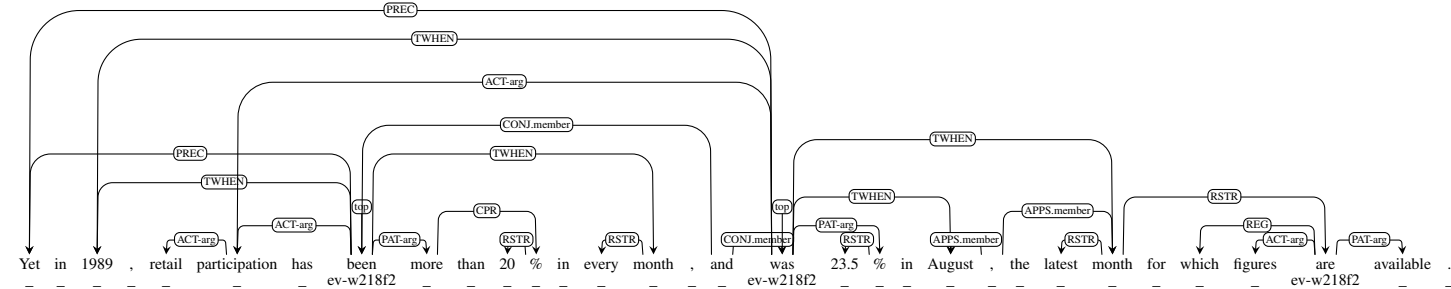 PREC
TWHEN
ACT-arg
CONJ.member
TWHEN
PREC TWHEN
TWHEN
TWHEN RSTR
top top
CPR APPS.member
ACT-arg PAT-arg REG
ACT-arg PAT-arg RSTR RSTR CONJ.member RSTR APPS.member RSTR ACT-arg PAT-arg
Yet in 1989 , retail participation has been more than 20 % in every month , and was 23.5 % in August , the latest month for which figures are available .
_ _ _ _ _ _ _ ev-w218f2 _ _ _ _ _ _ _ _ _ ev-w218f2 _ _ _ _ _ _ _ _ _ _ _ ev-w218f2 _ _